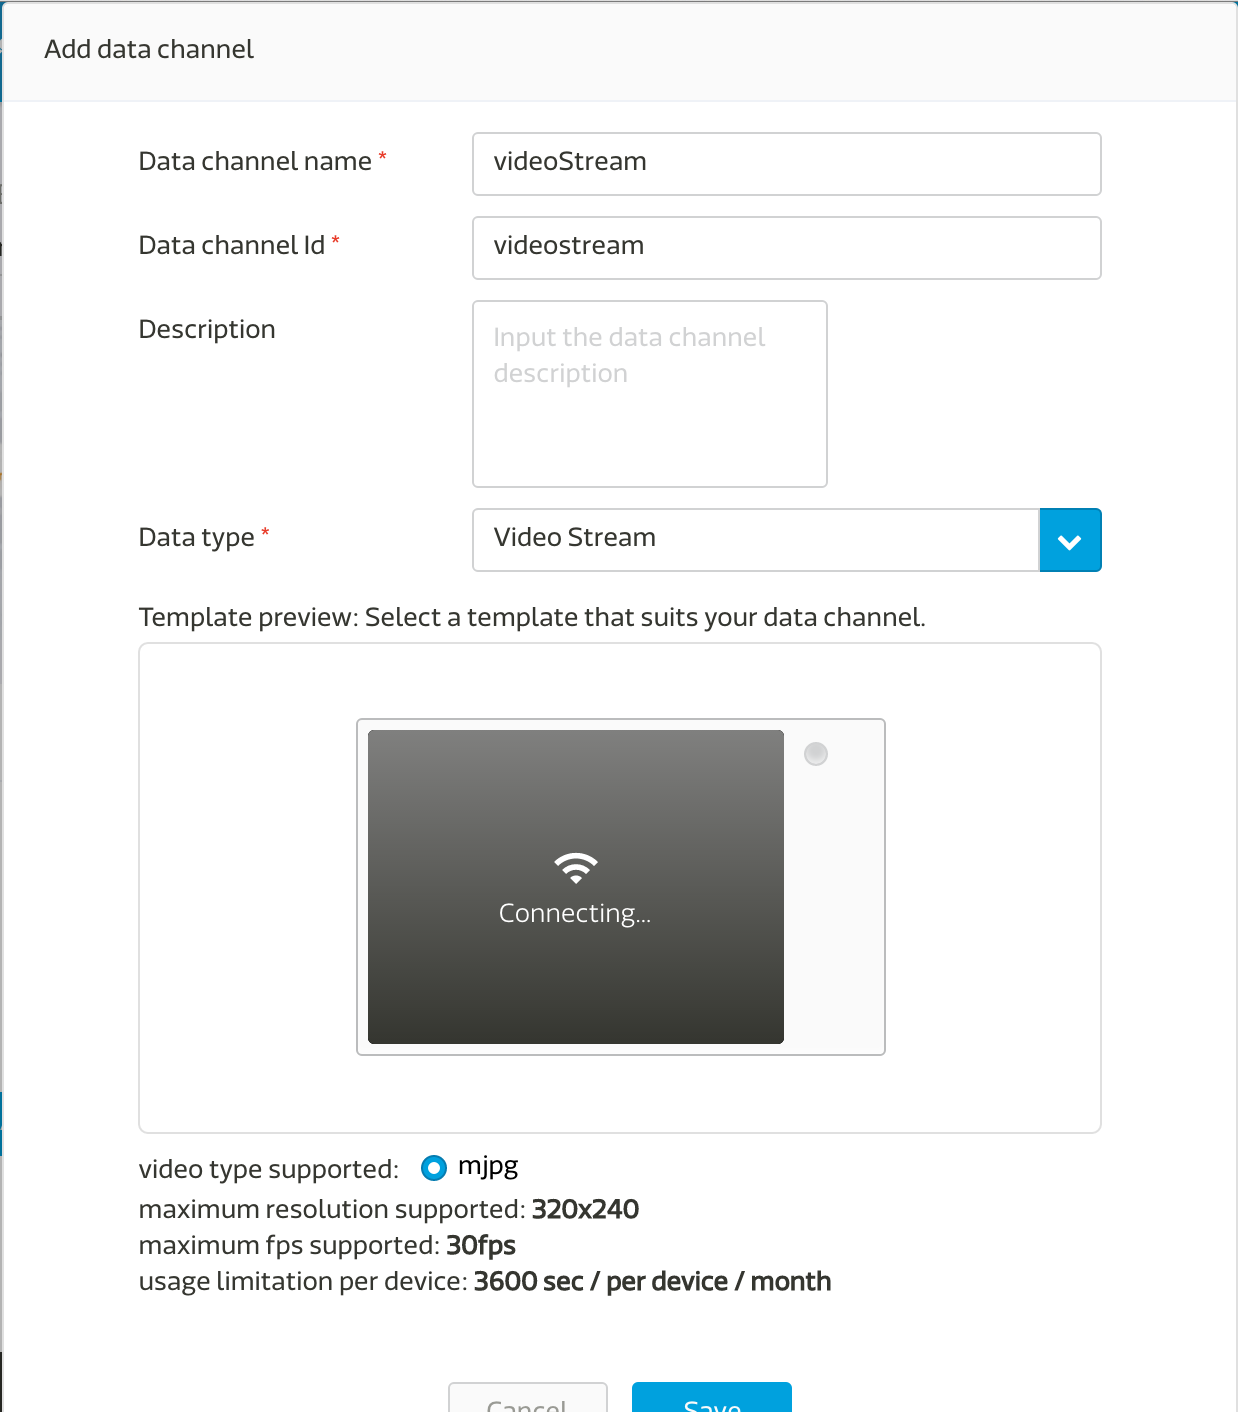 Add data channel
Data channel name *
videoStream
Data channel Id *
videostream
Description
Input the data channel
description
Data type *
Video Stream
Template preview: Select a template that suits your data channel.
Connecting...
video type supported: mjpg
maximum resolution supported: 320x240
maximum fps supported: 30fps
usage limitation per device: 3600 sec / per device / month
Cancel
Save